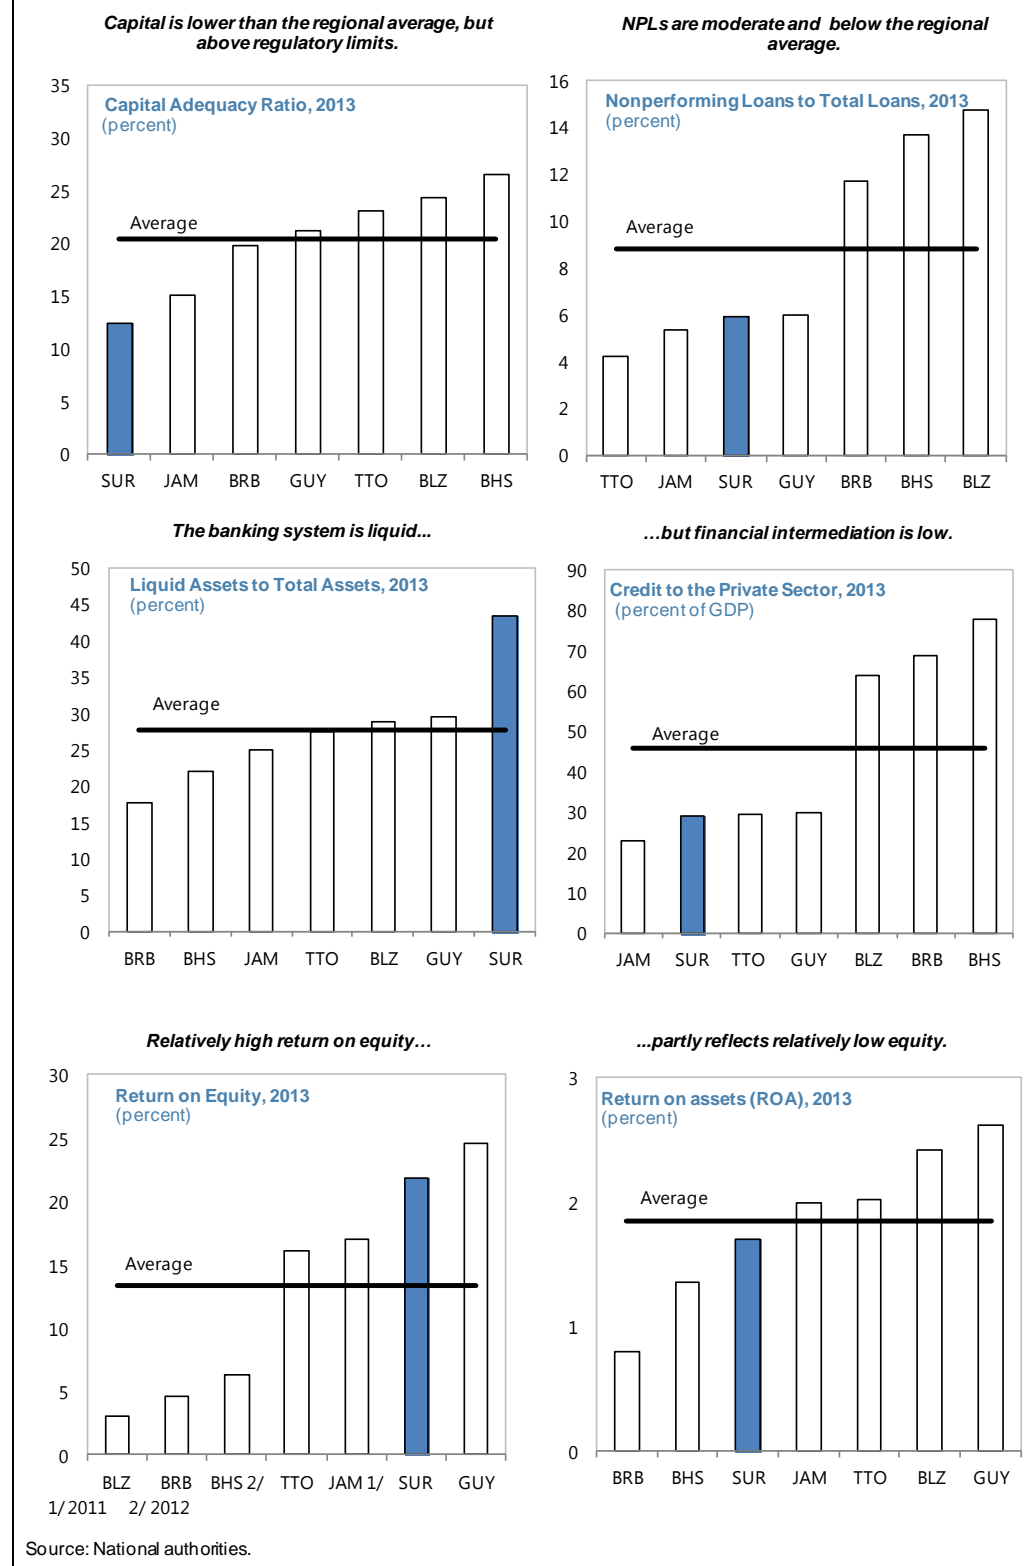 Capital is lower than the regional average, but
above regulatory limits.
35
30
25
20
15
10
5
0
Capital Adequacy Ratio, 2013
(percent)
Average
SUR JAM BRB GUY TTO BLZ BHS
NPLs are moderate and below the regional
average.
16
14
12
10
8
6
4
2
0
Nonperforming Loans to Total Loans, 2013
(percent)
Average
TTO JAM SUR GUY BRB BHS BLZ
The banking system is liquid...
50
45
40
35
30
25
20
15
10
5
0
Liquid Assets to Total Assets, 2013
(percent)
Average
BRB BHS JAM TTO BLZ GUY SUR
...but financial intermediation is low.
90
80
70
60
50
40
30
20
10
0
Credit to the Private Sector, 2013
(percent of GDP)
Average
JAM SUR TTO GUY BLZ BRB BHS
Relatively high return on equity...
30
25
20
15
10
5
0
Return on Equity, 2013
(percent)
Average
BLZ BRB BHS 2/ TTO JAM 1/ SUR GUY
1/ 2011 2/ 2012
...partly reflects relatively low equity.
3
2
1
0
Return on assets (ROA), 2013
(percent)
Average
BRB BHS SUR JAM TTO BLZ GUY
Source: National authorities.